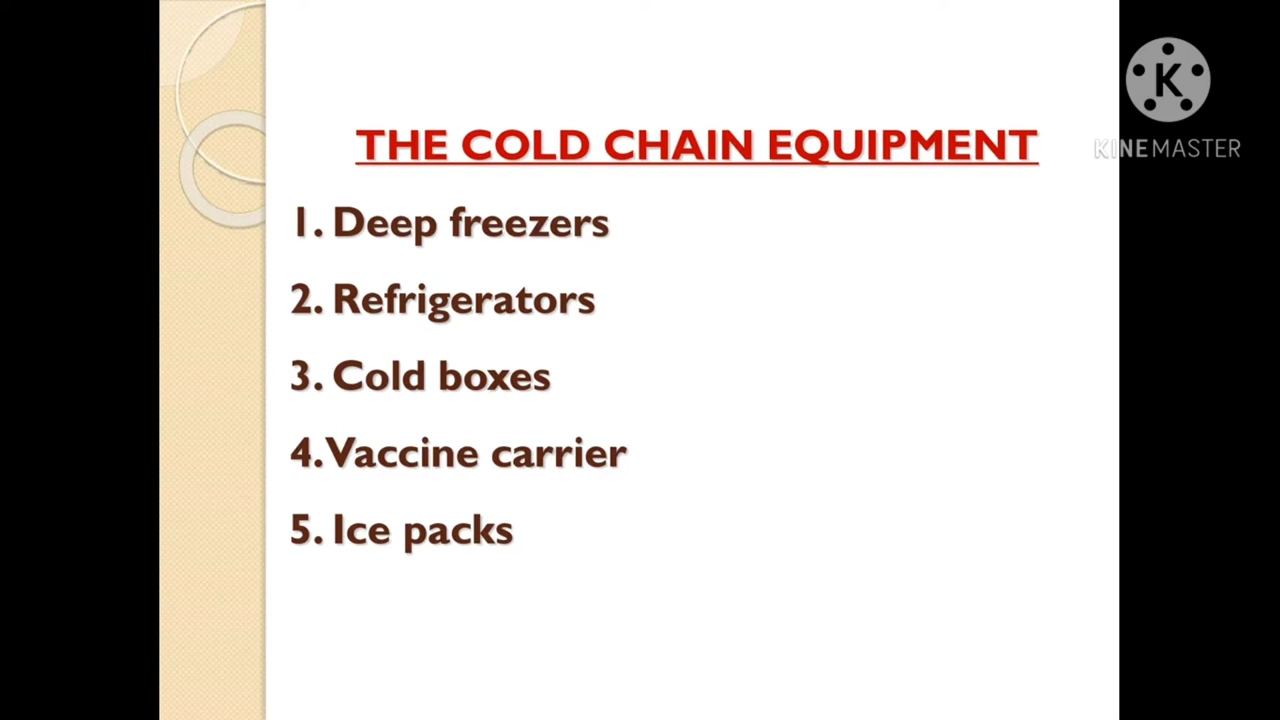 THE COLD CHAIN EQUIPMENT
K
KINEMASTER
1. Deep freezers
2. Refrigerators
3. Cold boxes
4. Vaccine carrier
5. Ice packs